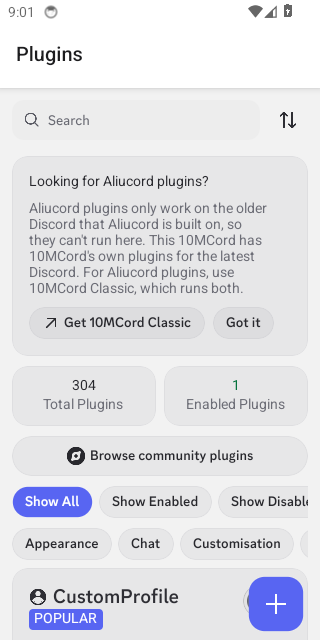 9:01
Plugins
Search
Looking for Aliucord plugins?
Aliucord plugins only work on the older
Discord that Aliucord is built on, so
they can't run here. This 10MCord has
10MCord's own plugins for the latest
Discord. For Aliucord plugins, use
10MCord Classic, which runs both.
Get 10MCord Classic
Got it
304
Total Plugins
1
Enabled Plugins
Browse community plugins
Show All
Show Enabled
Show Disable
Appearance
Chat
Customisation
CustomProfile
POPULAR